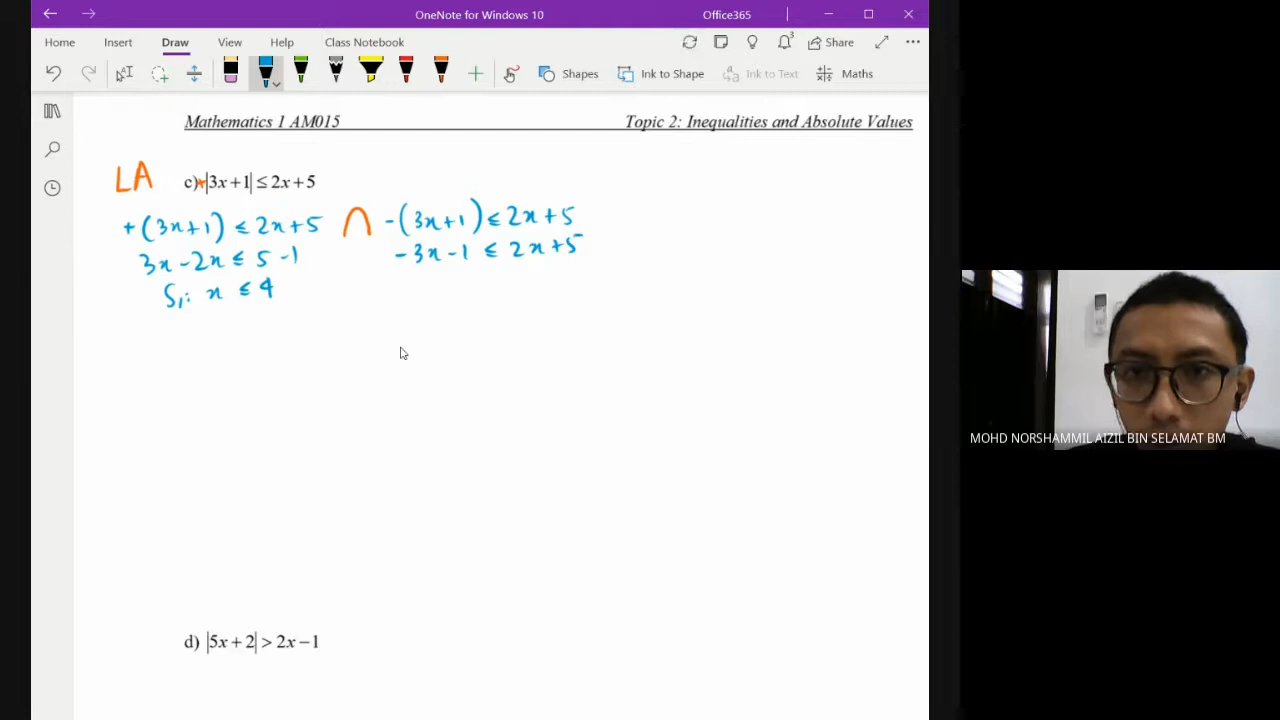 OneNote for Windows 10
Office365
Home Insert Draw View Help Class Notebook
3
Share
Shapes Ink to Shape Ink to Text Maths
Mathematics 1 AM015 Topic 2: Inequalities and Absolute Values
LA
c) |3x+1| ≤ 2x+5
+(3x+1) ≤ 2x+5 ∩ -(3x+1) ≤ 2x+5
3x-2x ≤ 5-1 -3x-1 ≤ 2x+5
S₁: x ≤ 4
d) |5x+2| > 2x−1
MOHD NORSHAMMIL AIZIL BIN SELAMAT BM